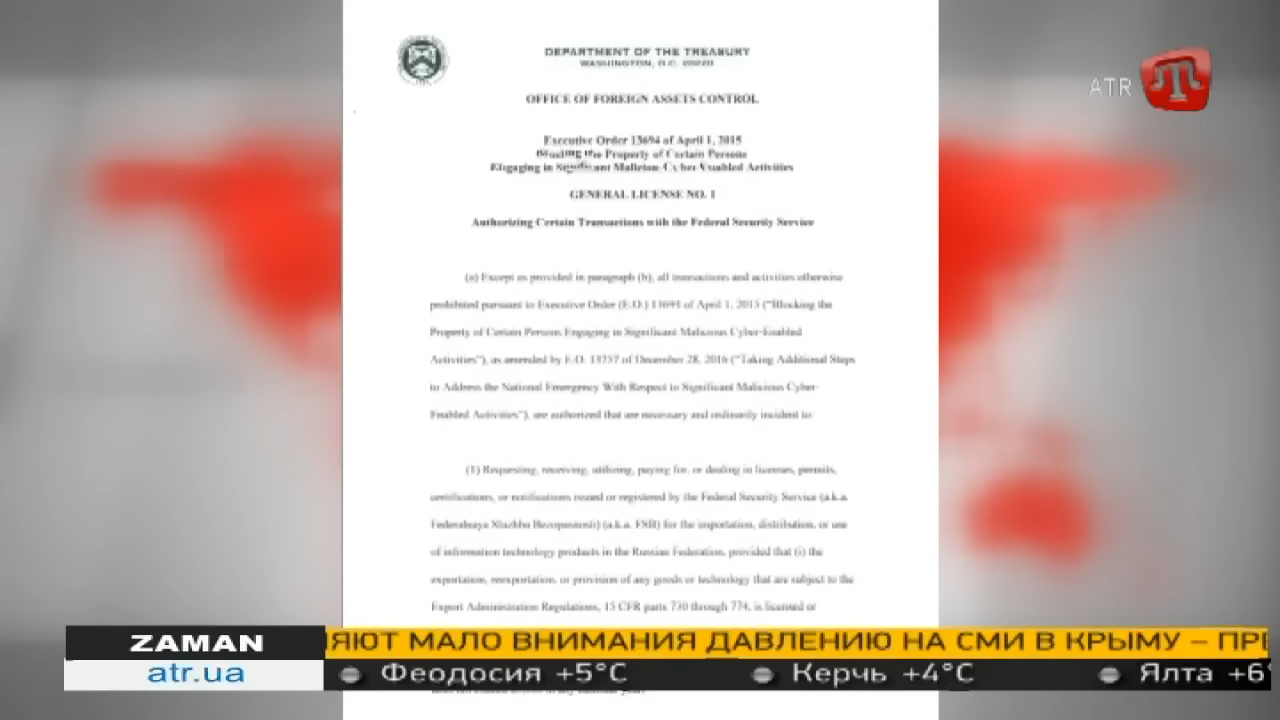 DEPARTMENT OF THE TREASURY
WASHINGTON, D.C. 20220
OFFICE OF FOREIGN ASSETS CONTROL
ATR
Executive Order 13694 of April 1, 2015
Blocking the Property of Certain Persons
Engaging in Significant Malicious Cyber-Enabled Activities
GENERAL LICENSE NO. 1
Authorizing Certain Transactions with the Federal Security Service
(a) Except as provided in paragraph (b), all transactions and activities otherwise
prohibited pursuant to Executive Order (E.O.) 13694 of April 1, 2015 ("Blocking the
Property of Certain Persons Engaging in Significant Malicious Cyber-Enabled
Activities"), as amended by E.O. 13757 of December 28, 2016 ("Taking Additional Steps
to Address the National Emergency With Respect to Significant Malicious Cyber-
Enabled Activities"), are authorized that are necessary and ordinarily incident to:
(1) Requesting, receiving, utilizing, paying for, or dealing in licenses, permits,
certifications, or notifications issued or registered by the Federal Security Service (a.k.a.
Federalnaya Sluzhba Bezopasnosti) (a.k.a. FSB) for the importation, distribution, or use
of information technology products in the Russian Federation, provided that (i) the
exportation, reexportation, or provision of any goods or technology that are subject to the
Export Administration Regulations, 15 CFR parts 730 through 774, is licensed or
ZAMAN
ЯЮТ МАЛО ВНИМАНИЯ ДАВЛЕНИЮ НА СМИ В КРЫМУ – ПРЕ
atr.ua
Феодосия +5°C Керчь +4°C Ялта +6°